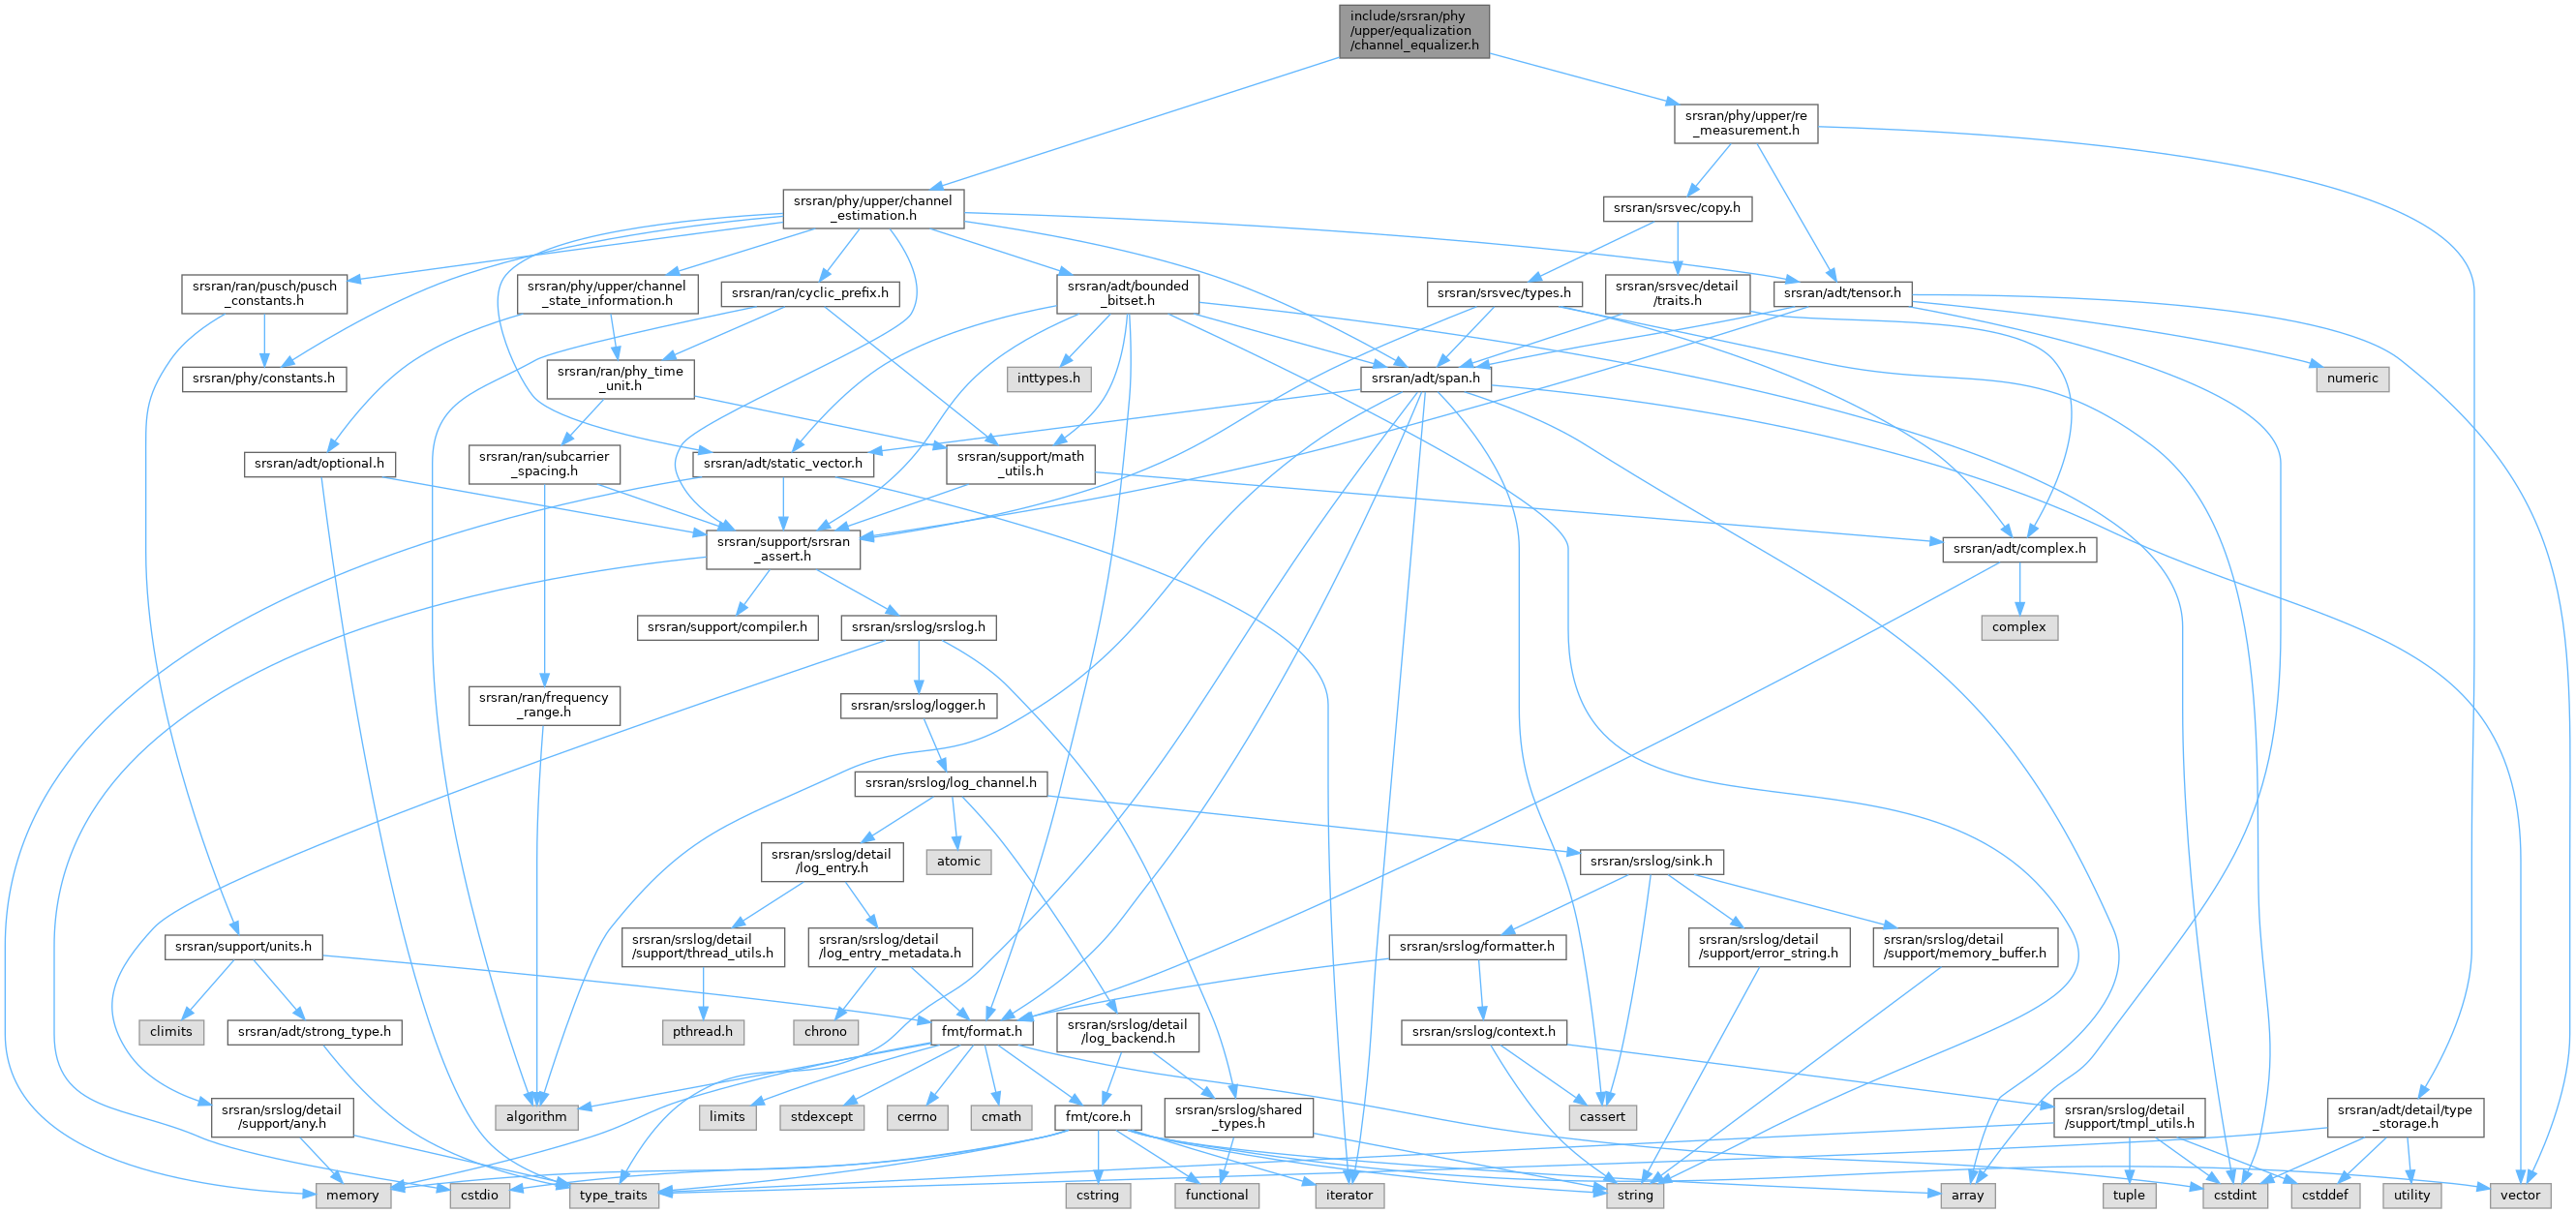 include/srsran/phy
/upper/equalization
/channel_equalizer.h
srsran/phy/upper/re
_measurement.h
srsran/phy/upper/channel
_estimation.h
srsran/srsvec/copy.h
srsran/ran/pusch/pusch
_constants.h
srsran/phy/upper/channel
_state_information.h
srsran/ran/cyclic_prefix.h
srsran/adt/bounded
_bitset.h
srsran/srsvec/types.h
srsran/srsvec/detail
/traits.h
srsran/adt/tensor.h
srsran/phy/constants.h
srsran/ran/phy_time
_unit.h
inttypes.h
srsran/adt/span.h
numeric
srsran/adt/optional.h
srsran/ran/subcarrier
_spacing.h
srsran/adt/static_vector.h
srsran/support/math
_utils.h
srsran/support/srsran
_assert.h
srsran/adt/complex.h
srsran/support/compiler.h
srsran/srslog/srslog.h
complex
srsran/ran/frequency
_range.h
srsran/srslog/logger.h
srsran/srslog/log_channel.h
srsran/srslog/detail
/log_entry.h
atomic
srsran/srslog/sink.h
srsran/support/units.h
srsran/srslog/detail
/support/thread_utils.h
srsran/srslog/detail
/log_entry_metadata.h
srsran/srslog/formatter.h
srsran/srslog/detail
/support/error_string.h
srsran/srslog/detail
/support/memory_buffer.h
climits
srsran/adt/strong_type.h
pthread.h
chrono
fmt/format.h
srsran/srslog/detail
/log_backend.h
srsran/srslog/context.h
srsran/srslog/detail
/support/any.h
algorithm
limits
stdexcept
cerrno
cmath
fmt/core.h
srsran/srslog/shared
_types.h
cassert
srsran/srslog/detail
/support/tmpl_utils.h
srsran/adt/detail/type
_storage.h
memory
cstdio
type_traits
cstring
functional
iterator
string
array
tuple
cstdint
cstddef
utility
vector